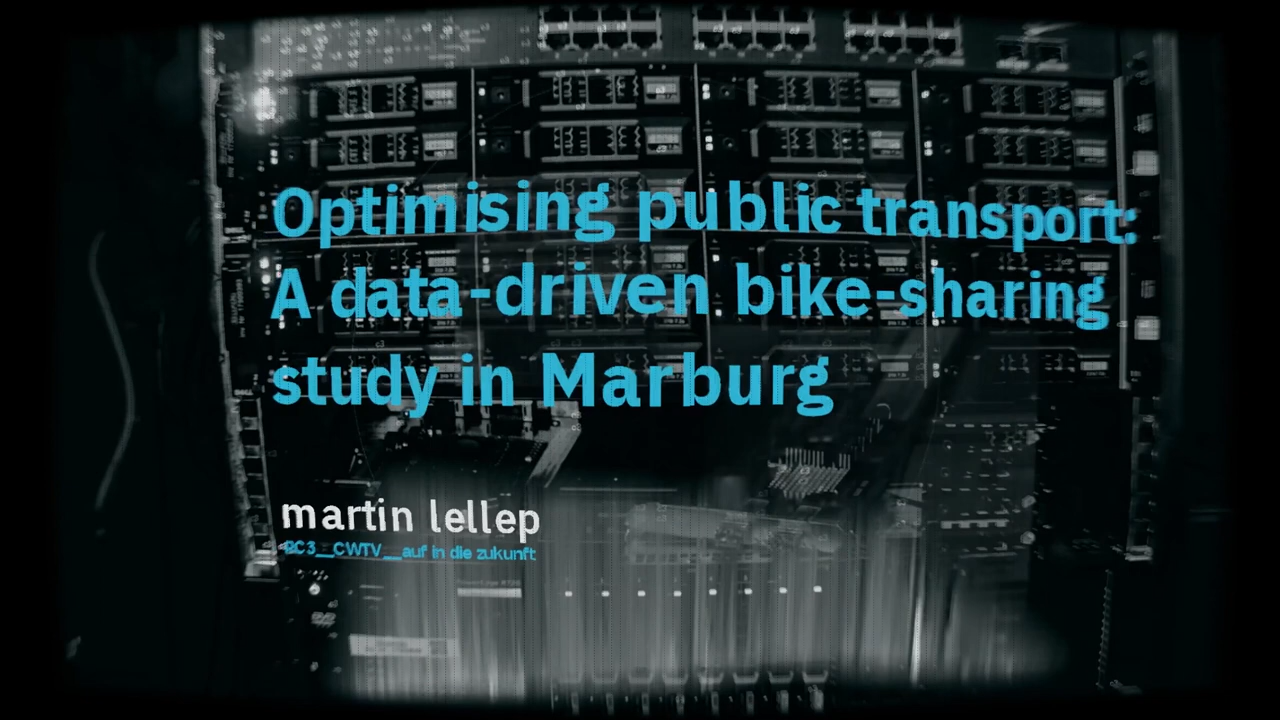 Optimising public transport:
A data-driven bike-sharing
study in Marburg
martin lellep
RC3__CWTV__auf in die zukunft